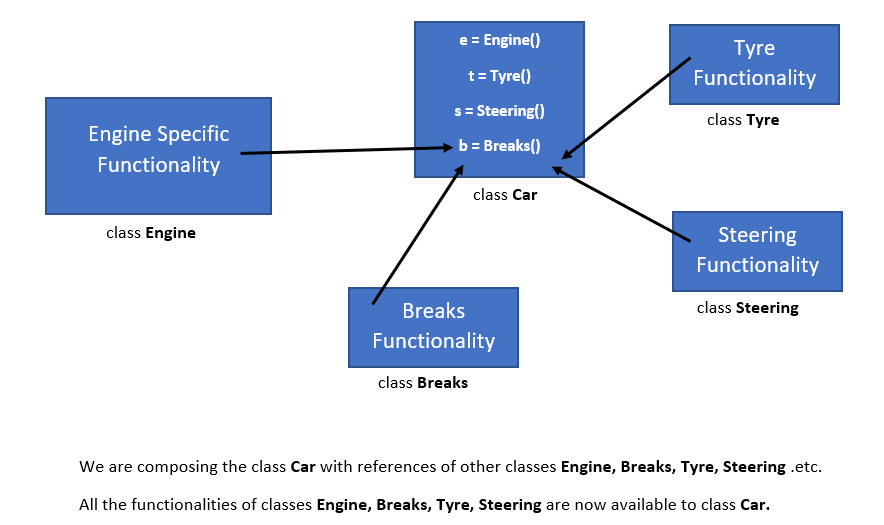 e = Engine()
t = Tyre()
s = Steering()
b = Breaks()
class Car
Tyre
Functionality
class Tyre
Engine Specific
Functionality
class Engine
Steering
Functionality
class Steering
Breaks
Functionality
class Breaks
We are composing the class Car with references of other classes Engine, Breaks, Tyre, Steering .etc.
All the functionalities of classes Engine, Breaks, Tyre, Steering are now available to class Car.